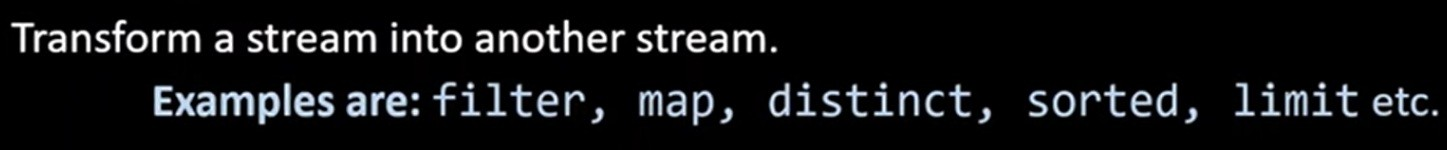 Transform a stream into another stream.
Examples are: filter, map, distinct, sorted, limit etc.